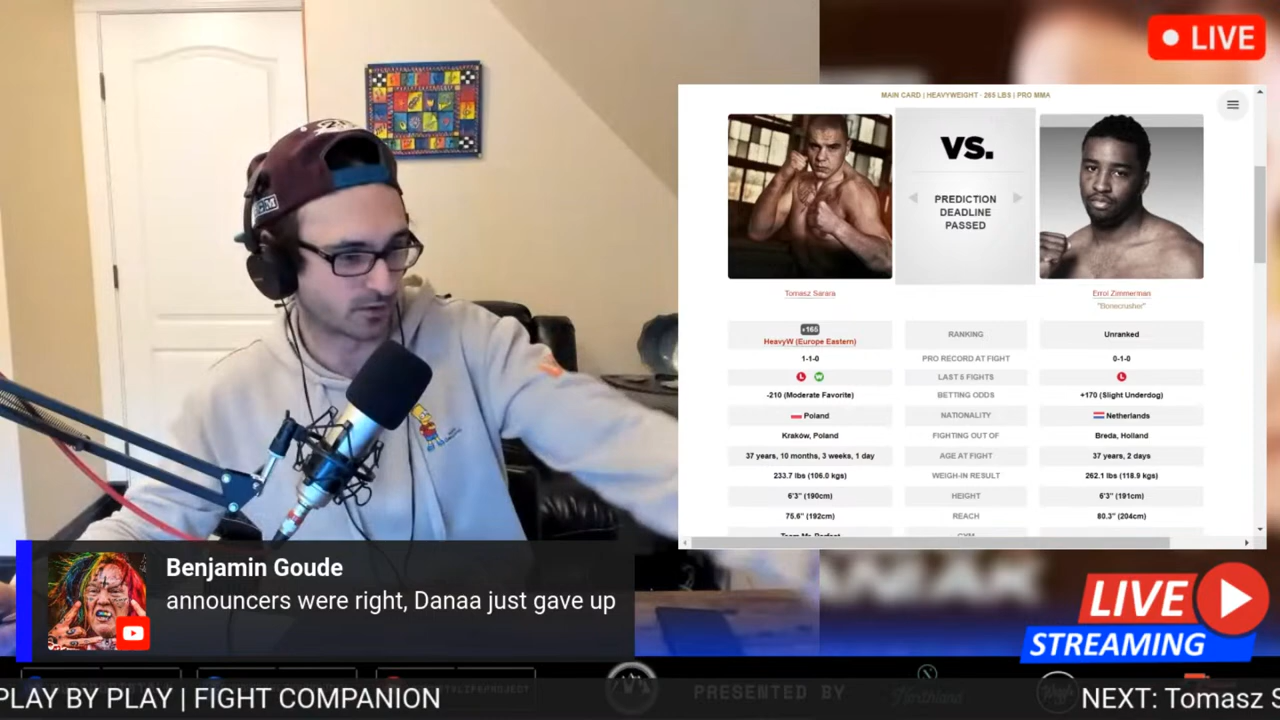 LIVE
MAIN CARD | HEAVYWEIGHT · 265 LBS | PRO MMA
VS.
PREDICTION
DEADLINE
PASSED
Tomasz Sarara
Errol Zimmerman
"Bonecrusher"
#165
HeavyW (Europe Eastern)
RANKING
Unranked
1-1-0
PRO RECORD AT FIGHT
0-1-0
L W
LAST 5 FIGHTS
L
-210 (Moderate Favorite)
BETTING ODDS
+170 (Slight Underdog)
Poland
NATIONALITY
Netherlands
Kraków, Poland
FIGHTING OUT OF
Breda, Holland
37 years, 10 months, 3 weeks, 1 day
AGE AT FIGHT
37 years, 2 days
233.7 lbs (106.0 kgs)
WEIGH-IN RESULT
262.1 lbs (118.9 kgs)
6'3" (190cm)
HEIGHT
6'3" (191cm)
75.6" (192cm)
REACH
80.3" (204cm)
Benjamin Goude
announcers were right, Danaa just gave up
LIVE
STREAMING
PRESENTED BY
Northland
PLAY BY PLAY | FIGHT COMPANION
NEXT: Tomasz S